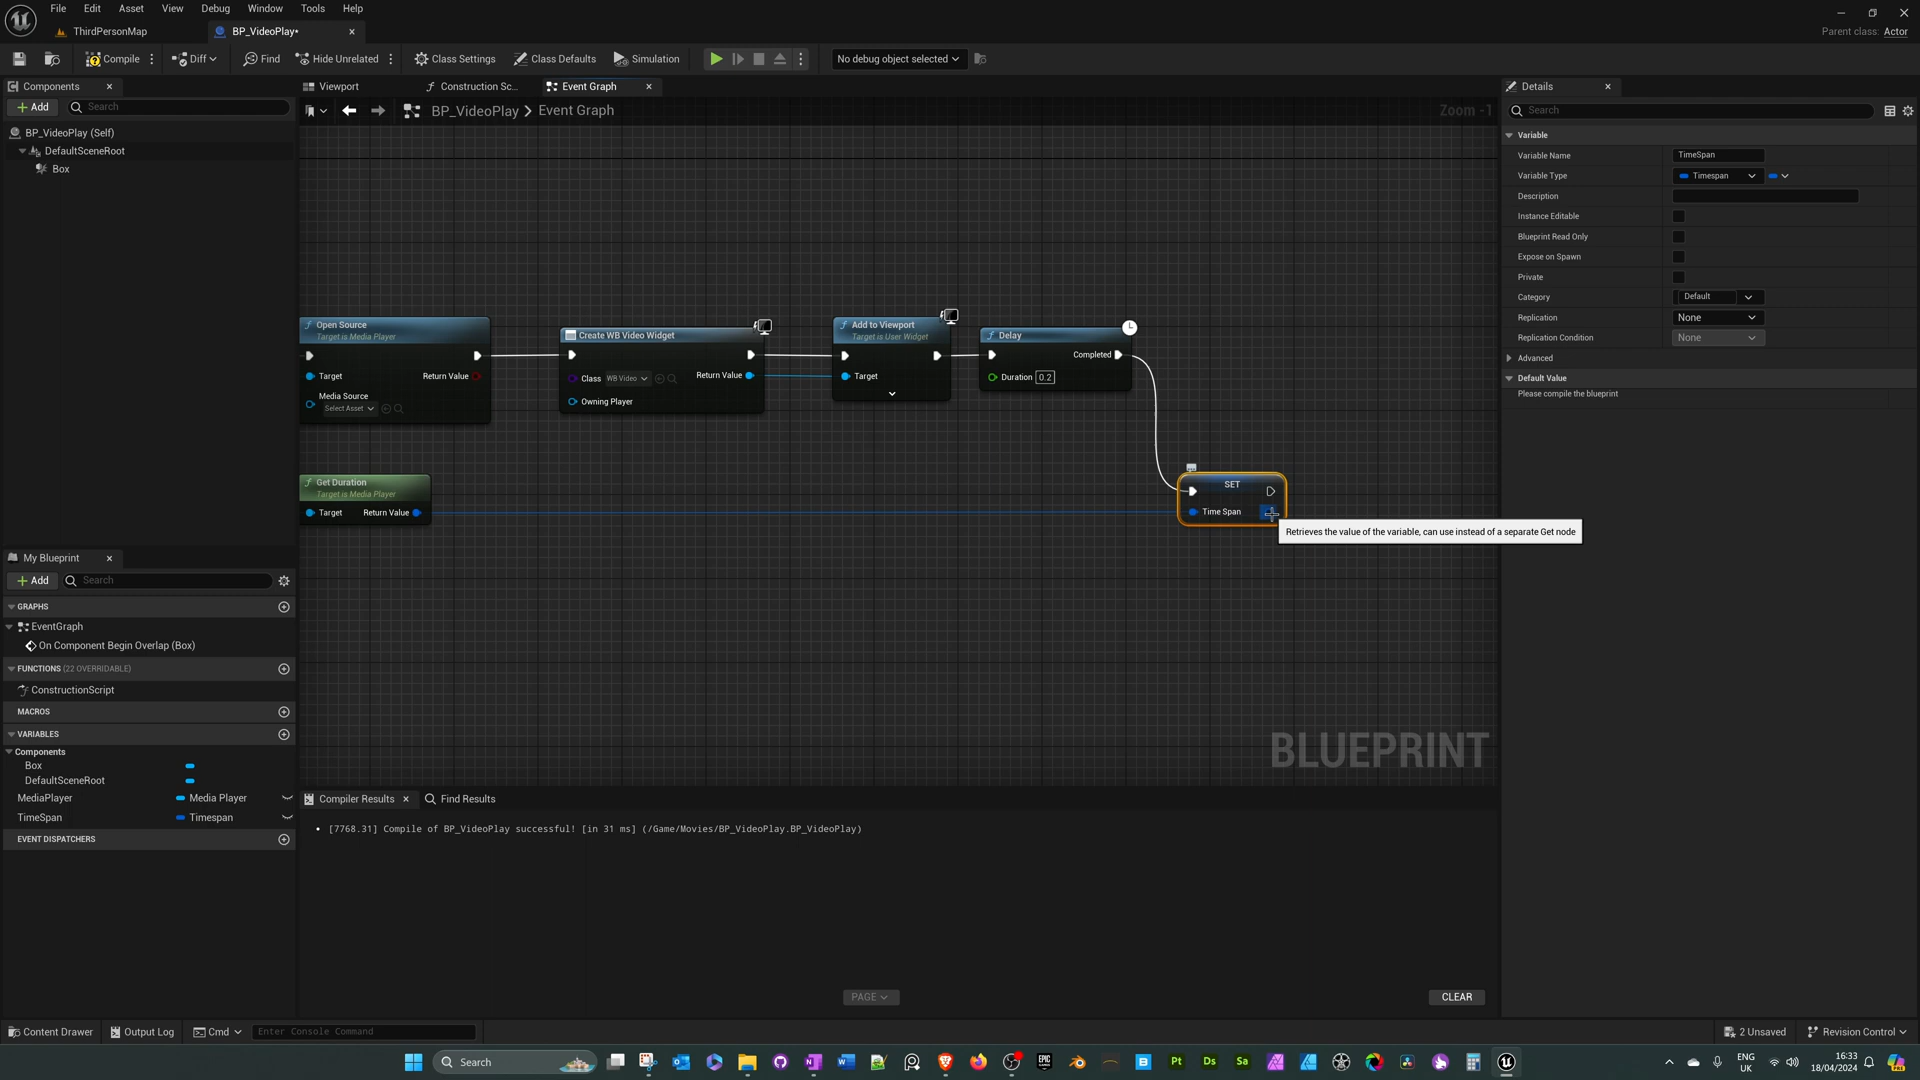 File Edit Asset View Debug Window Tools Help
ThirdPersonMap
BP_VideoPlay*
Parent class: Actor
Compile
Diff
Find
Hide Unrelated
Class Settings
Class Defaults
Simulation
No debug object selected
Components
Add
Search
BP_VideoPlay (Self)
DefaultSceneRoot
Box
Viewport
Construction Sc...
Event Graph
BP_VideoPlay > Event Graph
Zoom -1
Open Source
Target is Media Player
Target
Return Value
Media Source
Select Asset
Create WB Video Widget
Class WB Video
Return Value
Owning Player
Add to Viewport
Target is User Widget
Target
Delay
Completed
Duration 0.2
Get Duration
Target is Media Player
Target Return Value
SET
Time Span
Retrieves the value of the variable, can use instead of a separate Get node
BLUEPRINT
Details
Search
Variable
Variable Name TimeSpan
Variable Type Timespan
Description
Instance Editable
Blueprint Read Only
Expose on Spawn
Private
Category Default
Replication None
Replication Condition None
Advanced
Default Value
Please compile the blueprint
My Blueprint
Add
Search
GRAPHS
EventGraph
On Component Begin Overlap (Box)
FUNCTIONS (22 OVERRIDABLE)
ConstructionScript
MACROS
VARIABLES
Components
Box
DefaultSceneRoot
MediaPlayer Media Player
TimeSpan Timespan
EVENT DISPATCHERS
Compiler Results
Find Results
[7768.31] Compile of BP_VideoPlay successful! [in 31 ms] (/Game/Movies/BP_VideoPlay.BP_VideoPlay)
PAGE
CLEAR
Content Drawer
Output Log
Cmd
Enter Console Command
2 Unsaved
Revision Control
Search
Pt
Ds
Sa
ENG
UK
16:33
18/04/2024